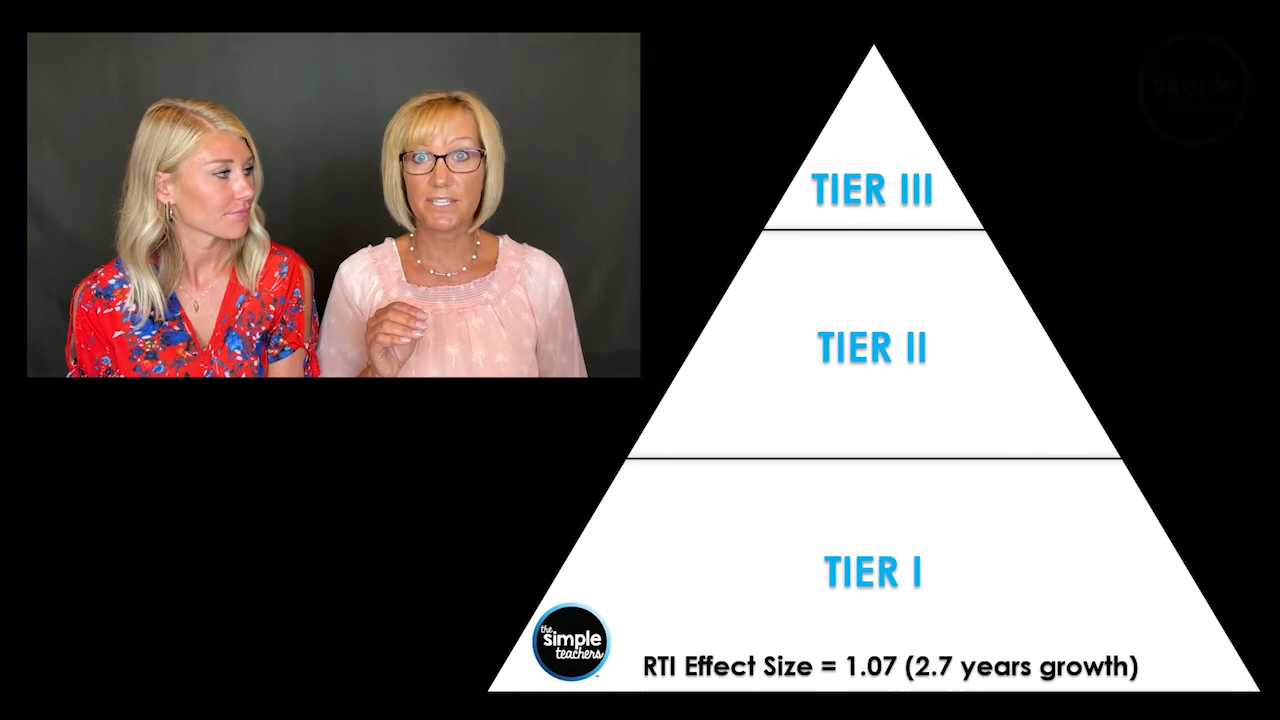 TIER III
TIER II
TIER I
the
simple
teachers
RTI Effect Size = 1.07 (2.7 years growth)